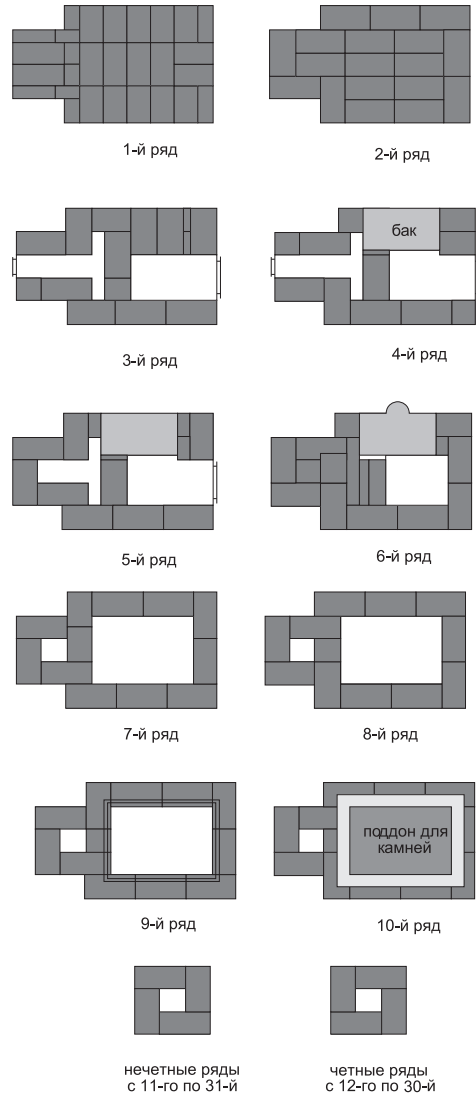 1-й ряд
2-й ряд
бак
3-й ряд
4-й ряд
5-й ряд
6-й ряд
7-й ряд
8-й ряд
поддон для
камней
9-й ряд
10-й ряд
нечетные ряды
с 11-го по 31-й
четные ряды
с 12-го по 30-й